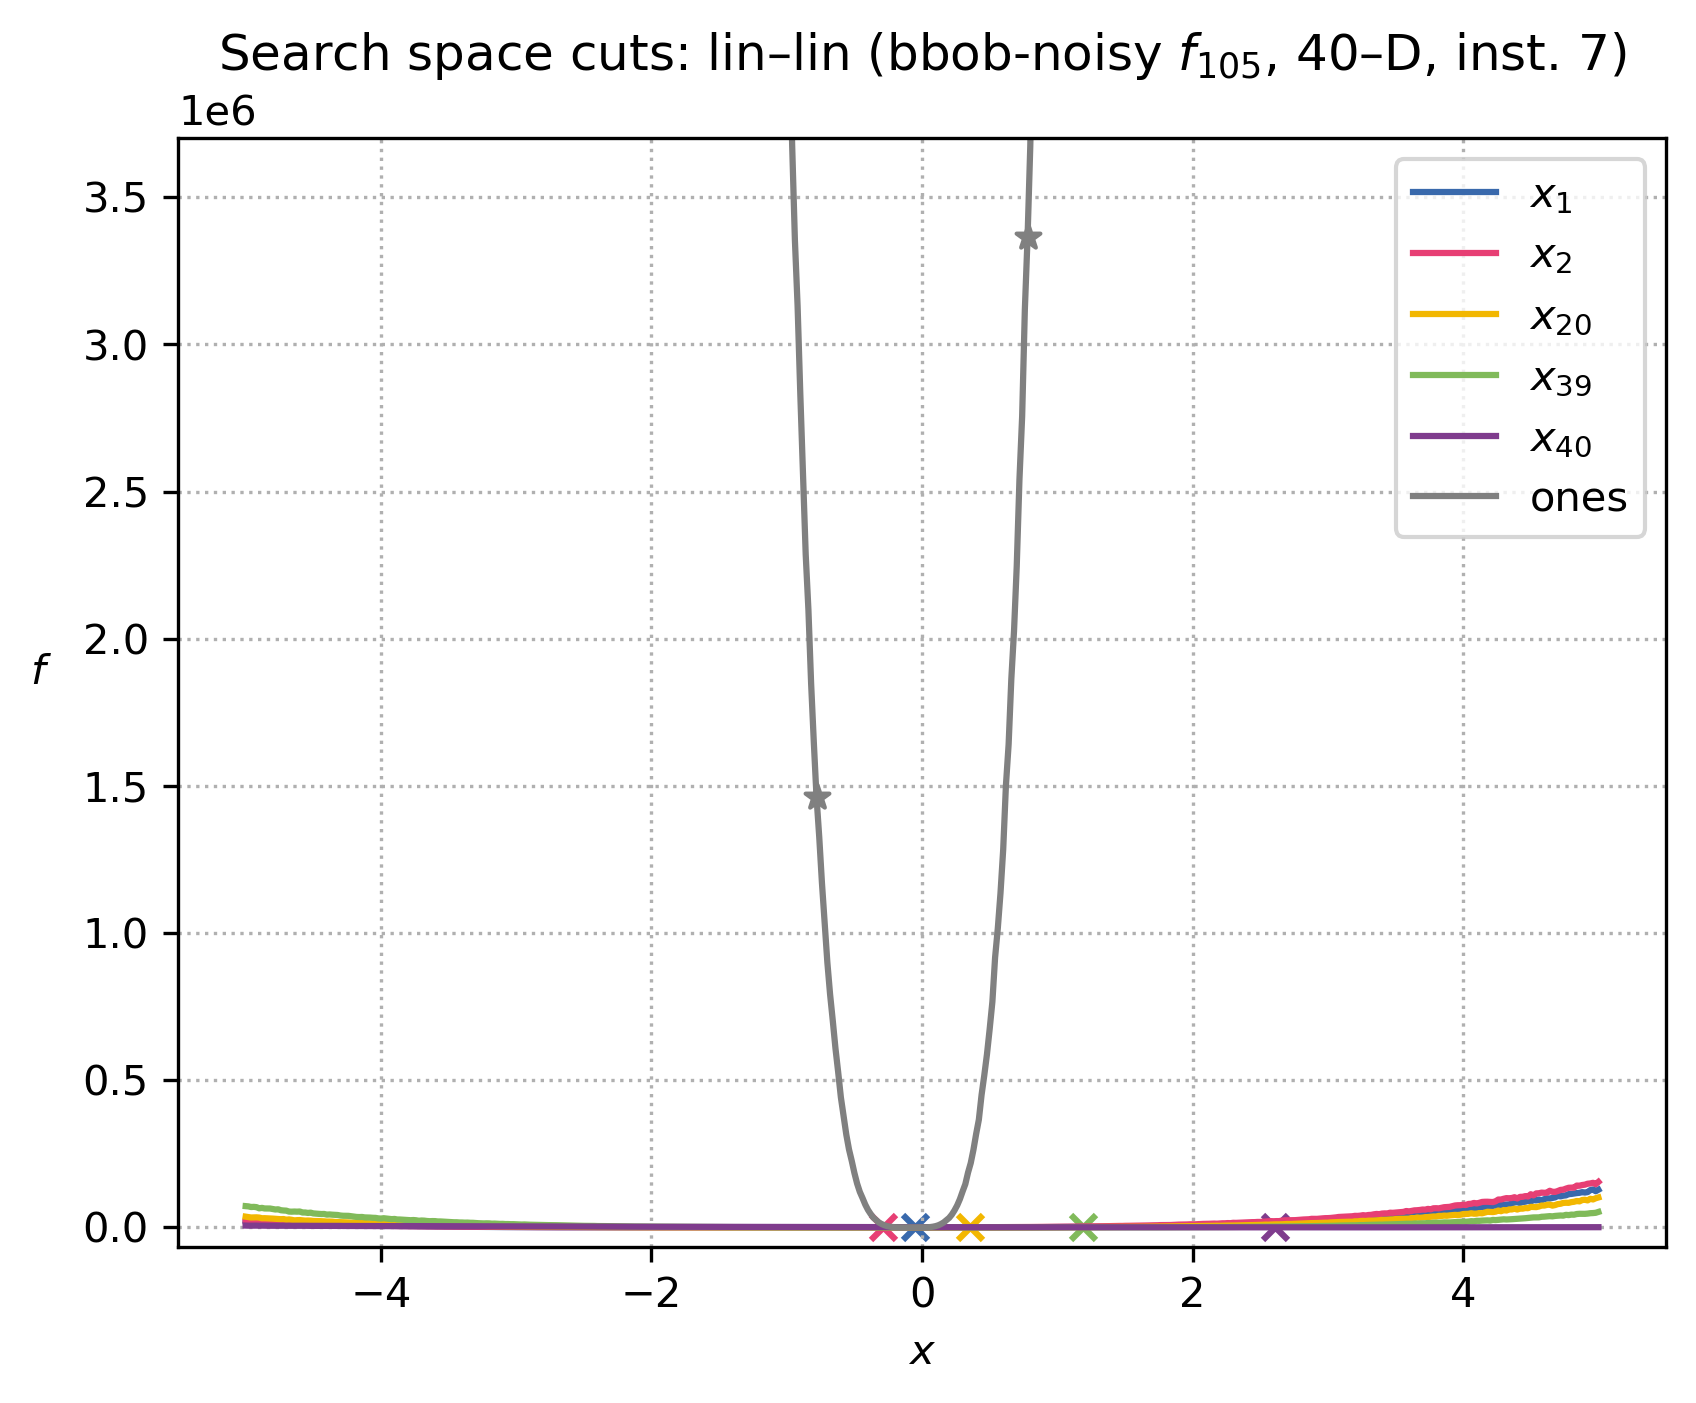 Search space cuts: lin–lin (bbob-noisy f105, 40–D, inst. 7)
1e6
3.5
3.0
2.5
2.0
1.5
1.0
0.5
0.0
f
−4
−2
0
2
4
x
x1
x2
x20
x39
x40
ones